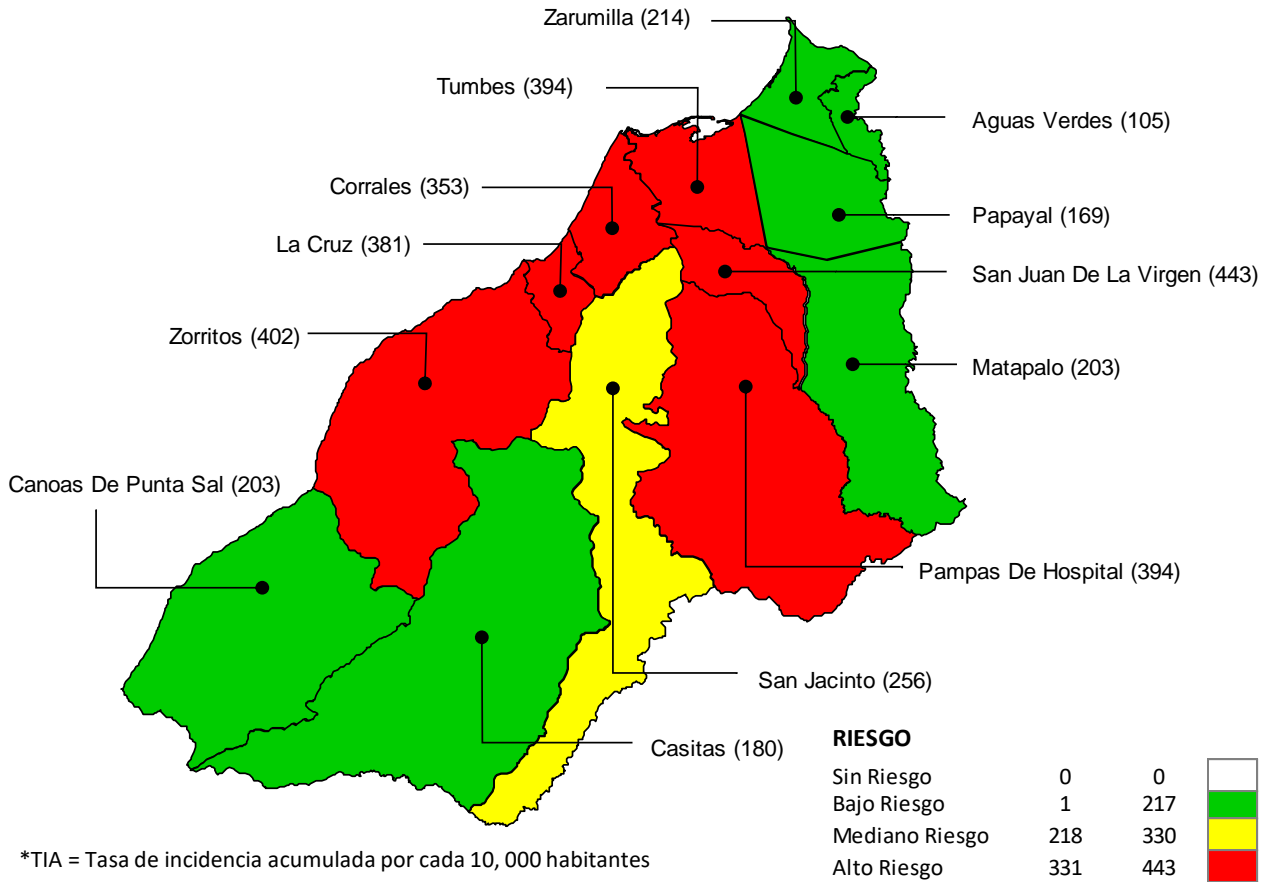 Zarumilla (214)
Tumbes (394)
Aguas Verdes (105)
Corrales (353)
Papayal (169)
La Cruz (381)
San Juan De La Virgen (443)
Zorritos (402)
Matapalo (203)
Canoas De Punta Sal (203)
Pampas De Hospital (394)
San Jacinto (256)
Casitas (180)
RIESGO
Sin Riesgo 0 0
Bajo Riesgo 1 217
Mediano Riesgo 218 330
Alto Riesgo 331 443
*TIA = Tasa de incidencia acumulada por cada 10, 000 habitantes